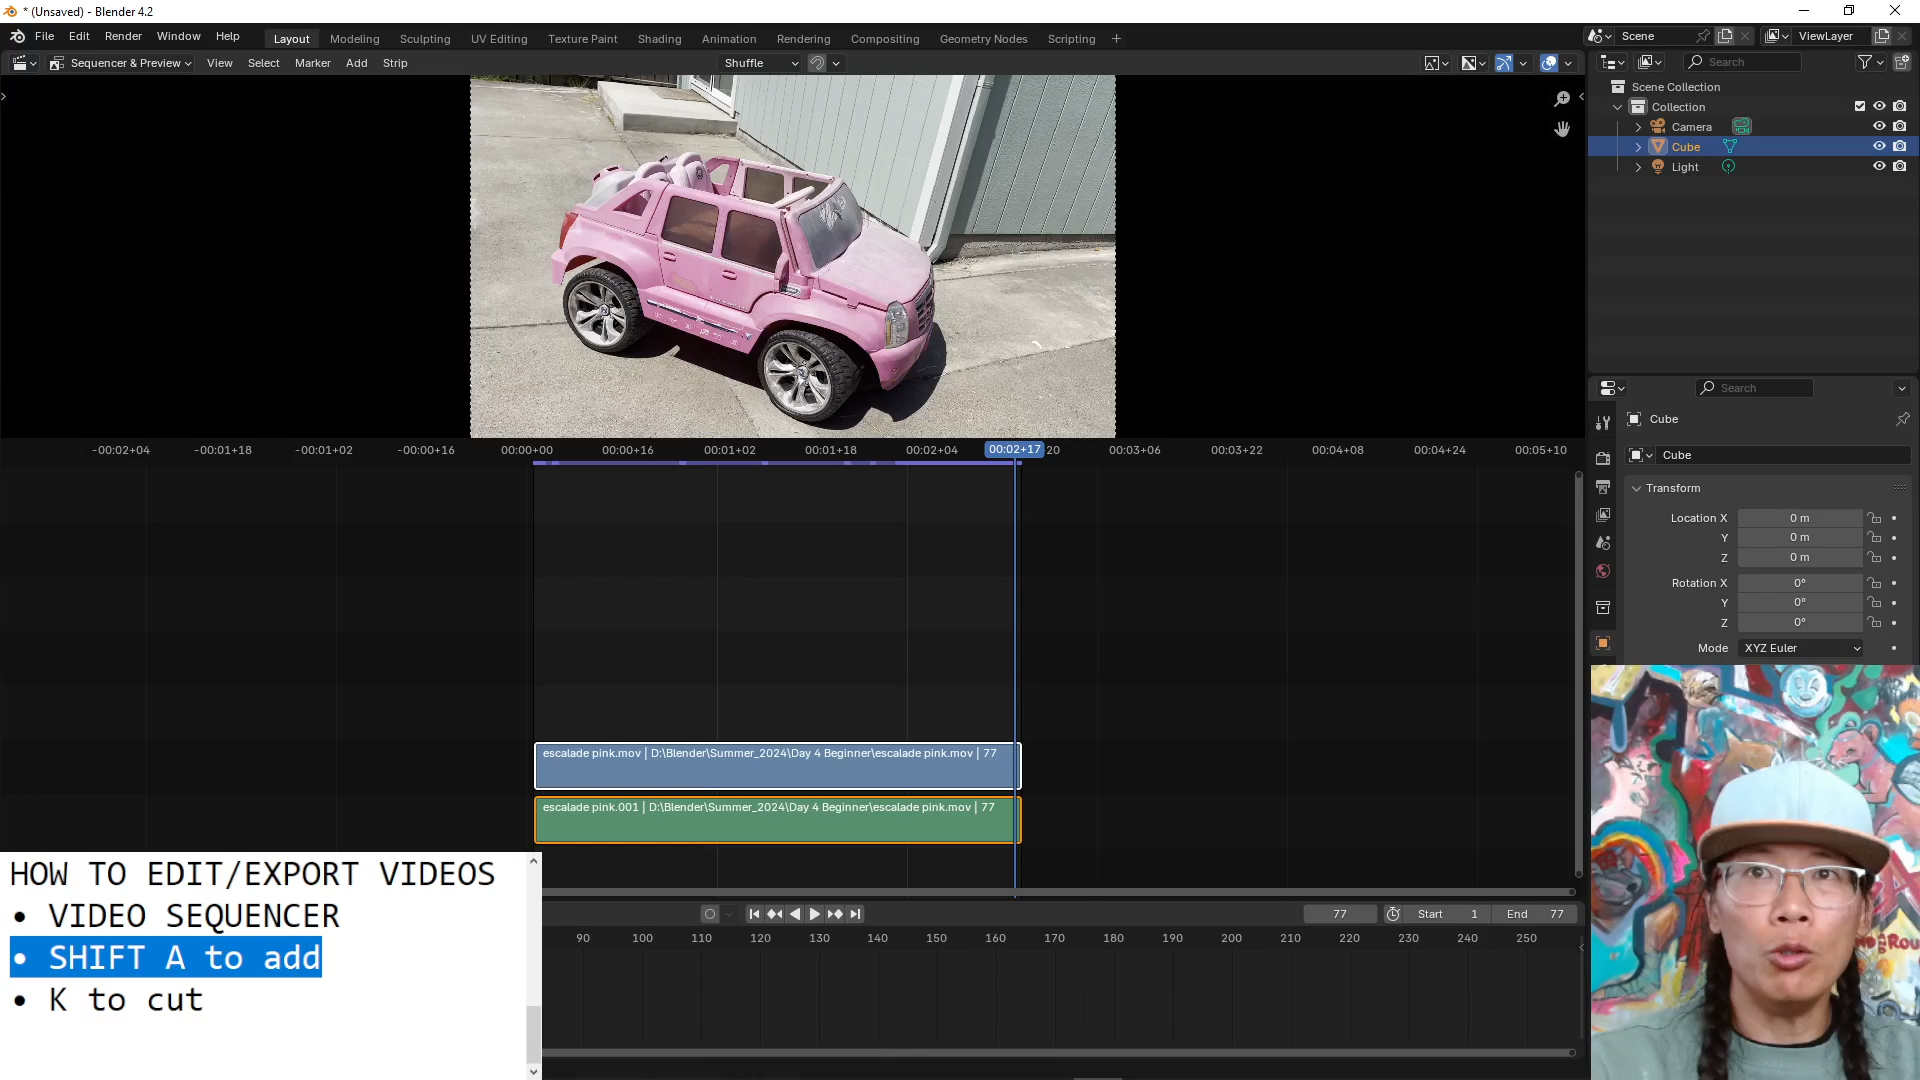 * (Unsaved) - Blender 4.2
File Edit Render Window Help
Layout Modeling Sculpting UV Editing Texture Paint Shading Animation Rendering Compositing Geometry Nodes Scripting +
Scene
ViewLayer
Sequencer & Preview View Select Marker Add Strip
Shuffle
Search
Scene Collection
Collection
Camera
Cube
Light
Search
Cube
Cube
Transform
Location X 0 m
Y 0 m
Z 0 m
Rotation X 0°
Y 0°
Z 0°
Mode XYZ Euler
-00:02+04 -00:01+18 -00:01+02 -00:00+16 00:00+00 00:00+16 00:01+02 00:01+18 00:02+04 00:02+17 20 00:03+06 00:03+22 00:04+08 00:04+24 00:05+10
escalade pink.mov | D:\Blender\Summer_2024\Day 4 Beginner\escalade pink.mov | 77
escalade pink.001 | D:\Blender\Summer_2024\Day 4 Beginner\escalade pink.mov | 77
77 Start 1 End 77
90 100 110 120 130 140 150 160 170 180 190 200 210 220 230 240 250
HOW TO EDIT/EXPORT VIDEOS
• VIDEO SEQUENCER
• SHIFT A to add
• K to cut